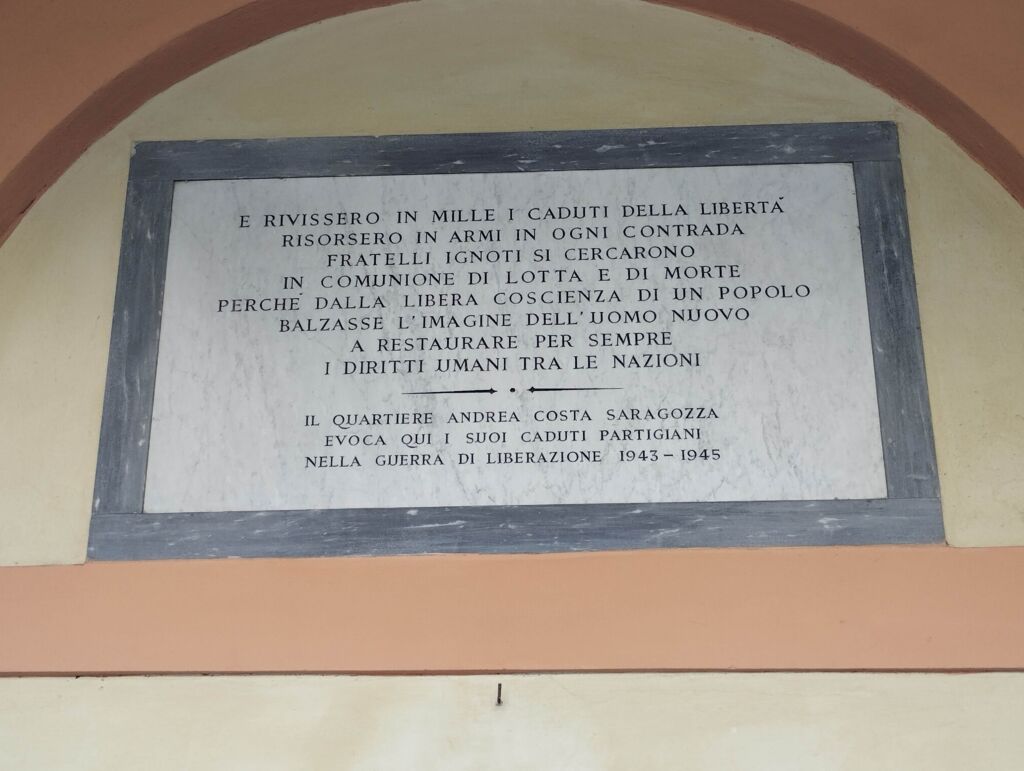 E RIVISSERO IN MILLE I CADUTI DELLA LIBERTÁ
RISORSERO IN ARMI IN OGNI CONTRADA
FRATELLI IGNOTI SI CERCARONO
IN COMUNIONE DI LOTTA E DI MORTE
PERCHÉ DALLA LIBERA COSCIENZA DI UN POPOLO
BALZASSE L'IMAGINE DELL'UOMO NUOVO
A RESTAURARE PER SEMPRE
I DIRITTI UMANI TRA LE NAZIONI
IL QUARTIERE ANDREA COSTA SARAGOZZA
EVOCA QUI I SUOI CADUTI PARTIGIANI
NELLA GUERRA DI LIBERAZIONE 1943 – 1945